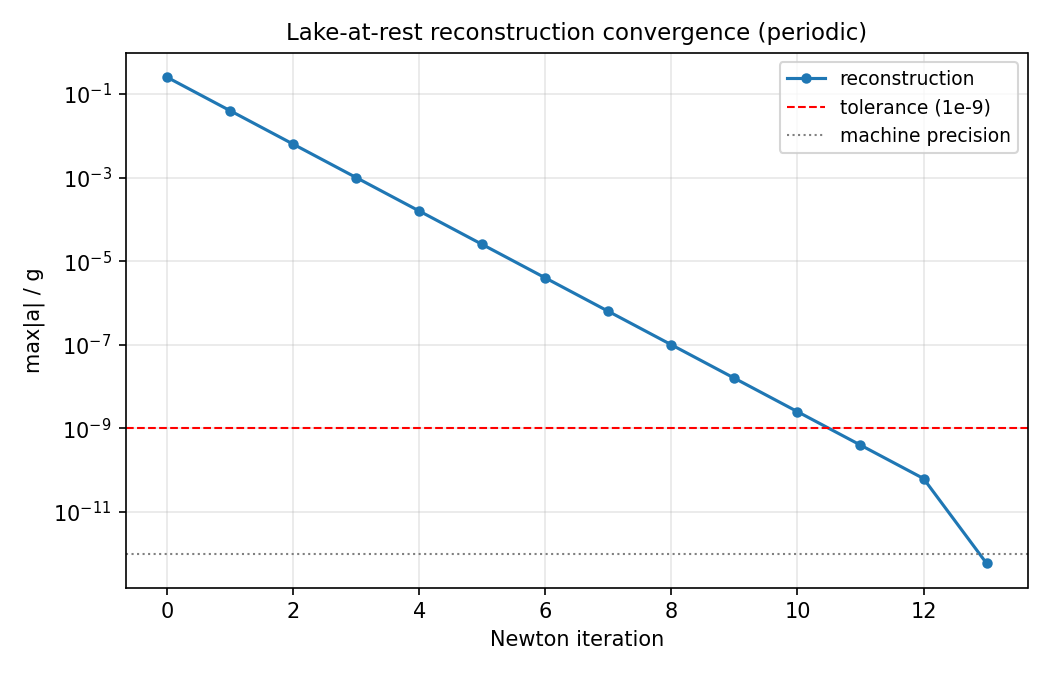 Lake-at-rest reconstruction convergence (periodic)
reconstruction
tolerance (1e-9)
machine precision
max|a| / g
10⁻¹
10⁻³
10⁻⁵
10⁻⁷
10⁻⁹
10⁻¹¹
0 2 4 6 8 10 12
Newton iteration